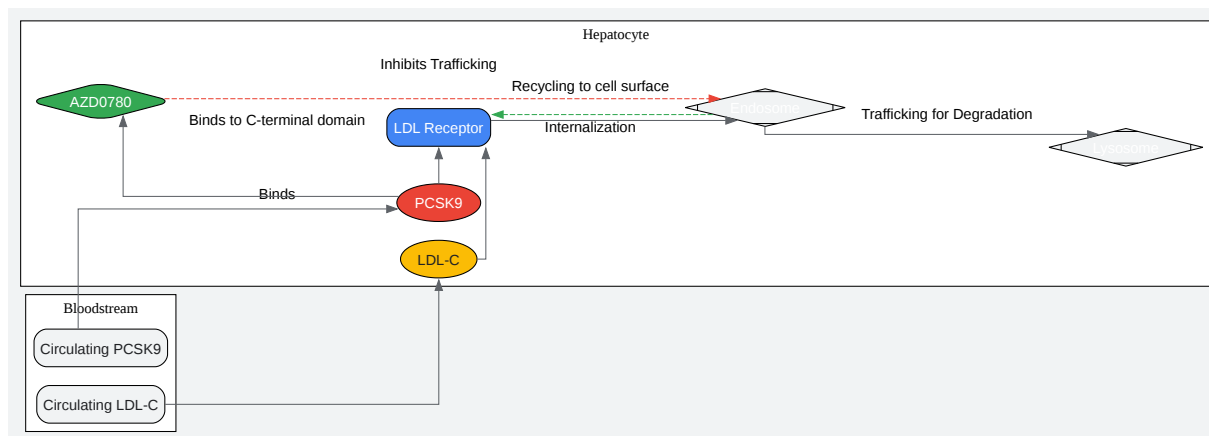 Hepatocyte
Inhibits Trafficking
Recycling to cell surface
AZD0780
Endosome
Binds to C-terminal domain
LDL Receptor
Internalization
Trafficking for Degradation
Lysosome
Binds
PCSK9
LDL-C
Bloodstream
Circulating PCSK9
Circulating LDL-C